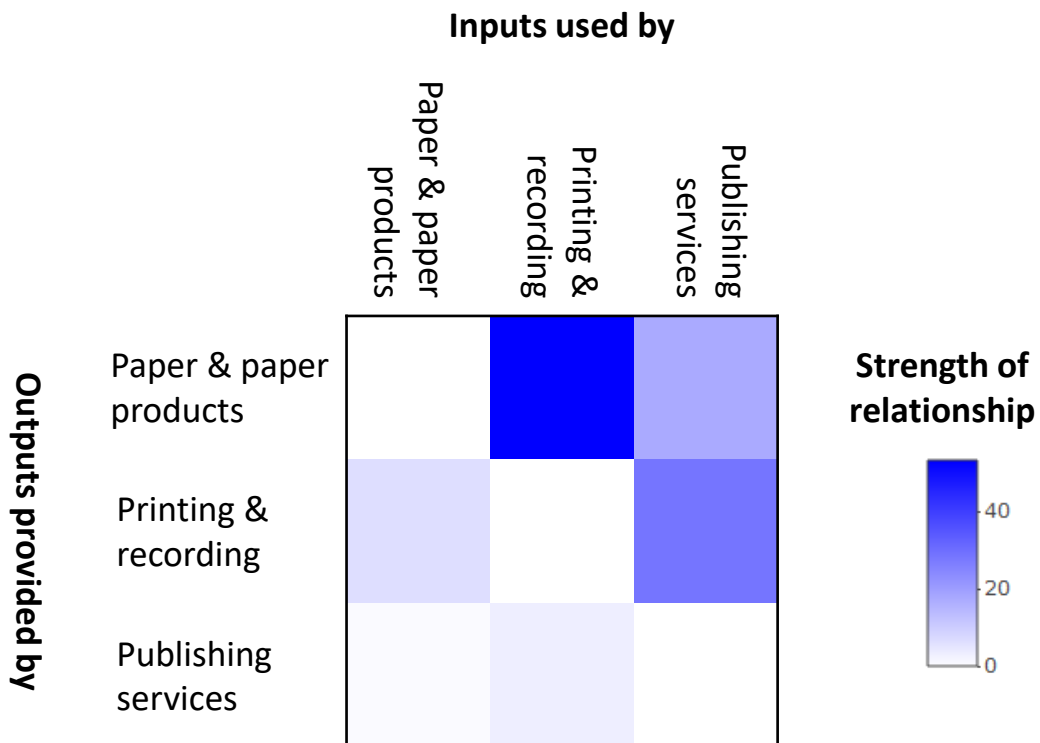 Inputs used by
Paper & paper
products
Printing &
recording
Publishing
services
Outputs provided by
Paper & paper
products
Printing &
recording
Publishing
services
Strength of
relationship
40
20
0